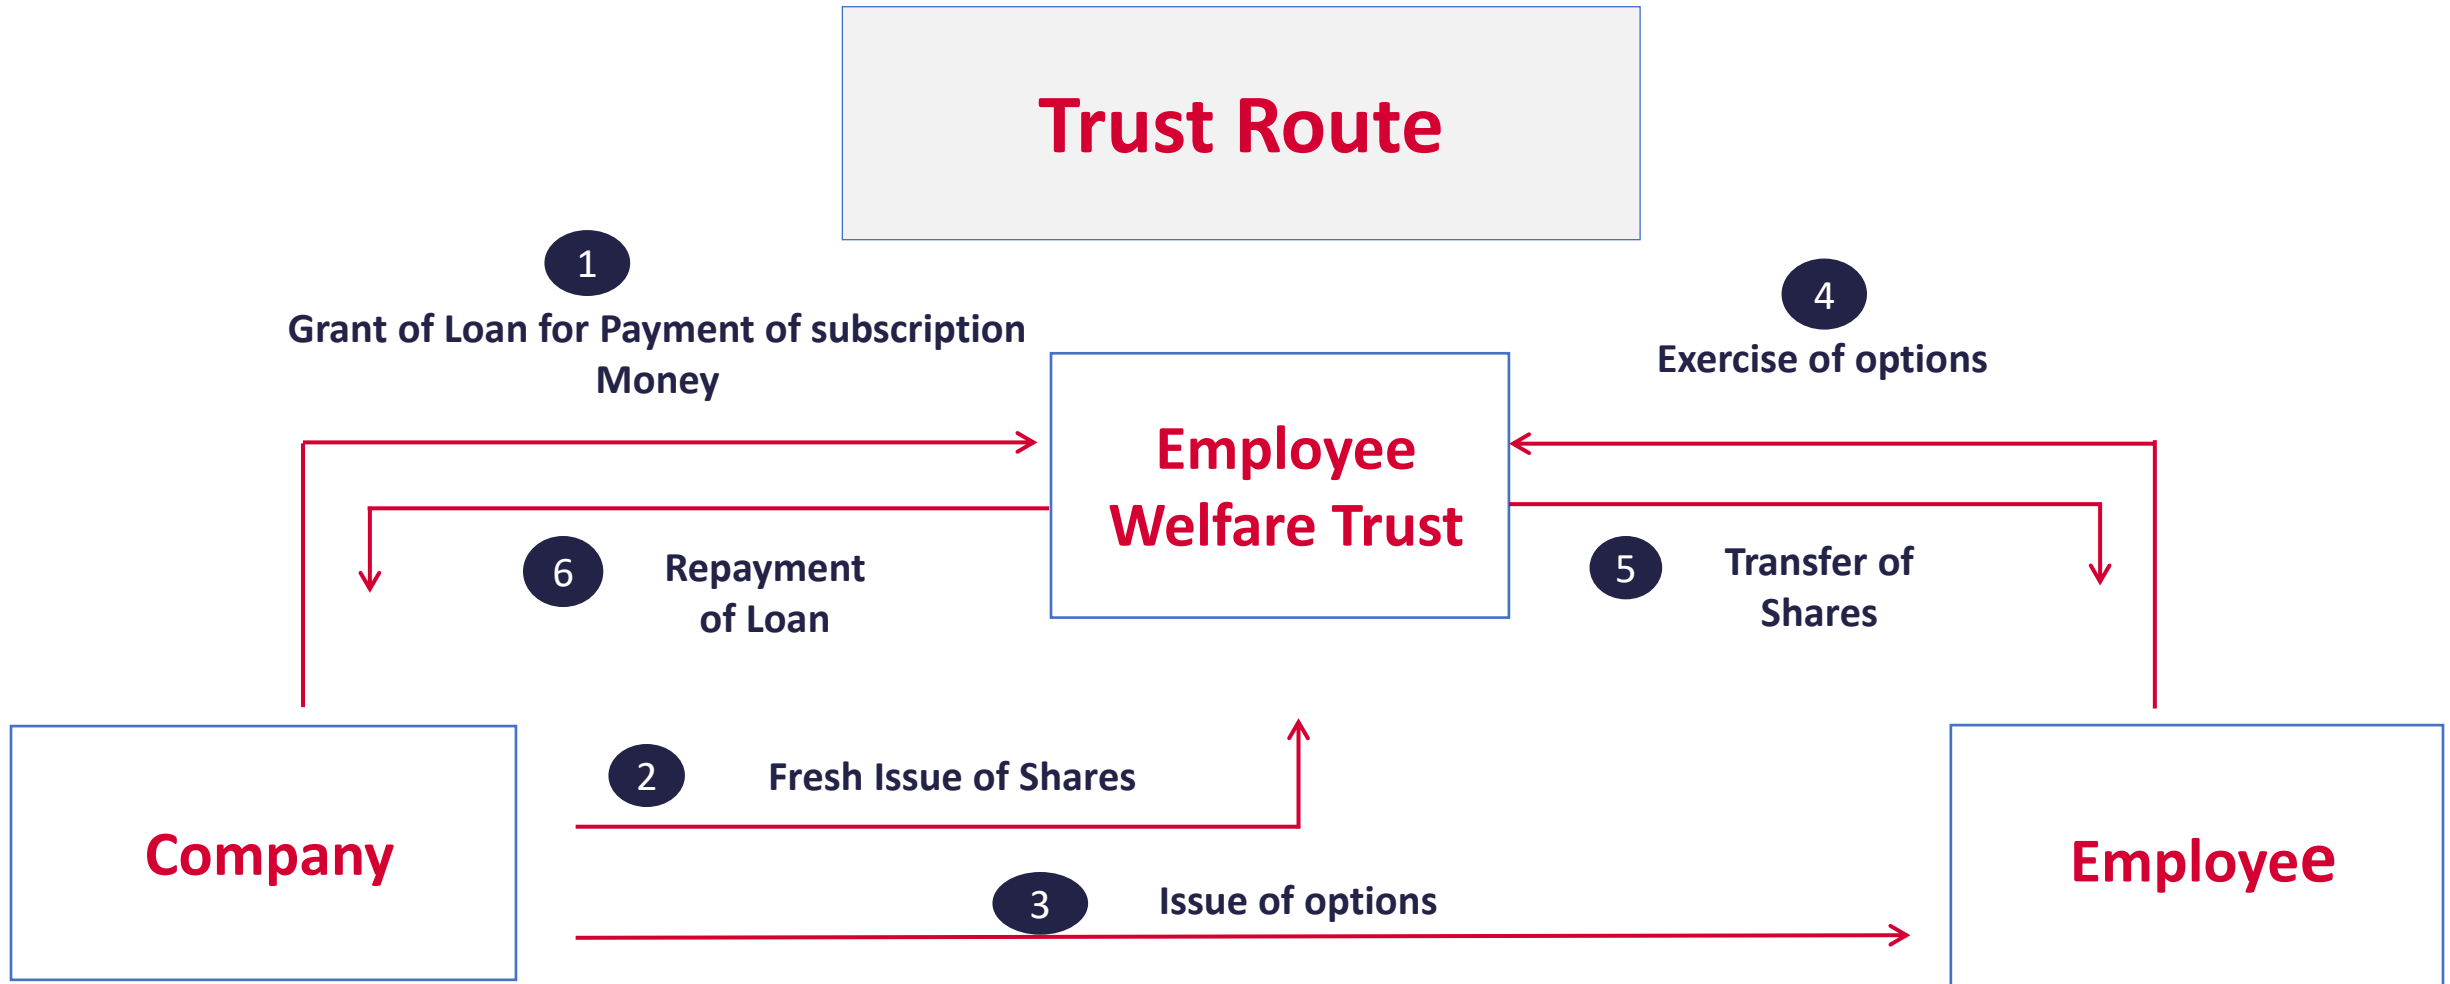 Trust Route
1
Grant of Loan for Payment of subscription
Money
4
Exercise of options
Employee
Welfare Trust
6
Repayment
of Loan
5
Transfer of
Shares
2
Fresh Issue of Shares
Company
3
Issue of options
Employee